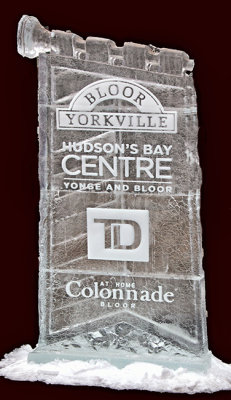 BLOOR
YORKVILLE
HUDSON'S BAY
CENTRE
YONGE AND BLOOR
TD
AT HOME
Colonnade
BLOOR